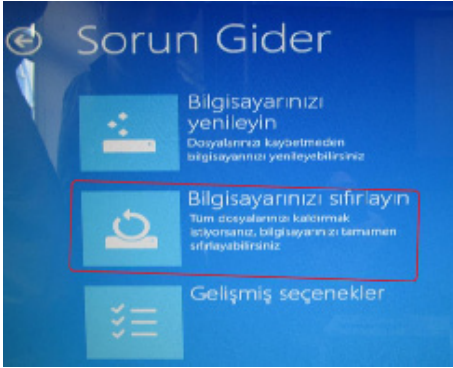 Sorun Gider
Bilgisayarınızı
yenileyin
Dosyalarınızı kaybetmeden
bilgisayarınızı yenileyebilirsiniz
Bilgisayarınızı sıfırlayın
Tüm dosyalarınızı kaldırmak
istiyorsanız, bilgisayarınızı tamamen
sıfırlayabilirsiniz
Gelişmiş seçenekler